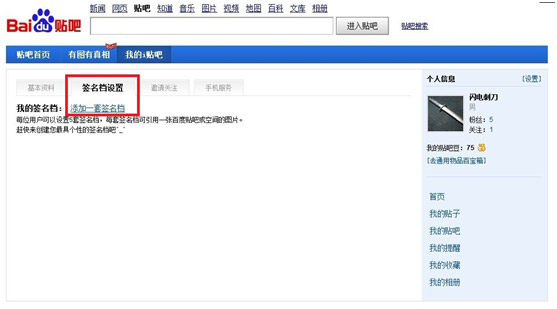 新闻 网页 贴吧 知道 音乐 图片 视频 地图 百科 文库 相册
Bai du 贴吧
进入贴吧 贴吧搜索
贴吧首页 有图有真相 我的i贴吧
基本资料 签名档设置 邀请关注 手机服务
我的签名档： 添加一套签名档
每位用户可以设置5套签名档，每套签名档可引用一张百度贴吧或空间的图片。
赶快来创建您最具个性的签名档吧^_^
个人信息 [设置]
闪电刺刀
男
粉丝：5
关注：1
我的贴吧豆：75
[去通用物品百宝箱]
首页
我的贴子
我的贴吧
我的提醒
我的收藏
我的相册